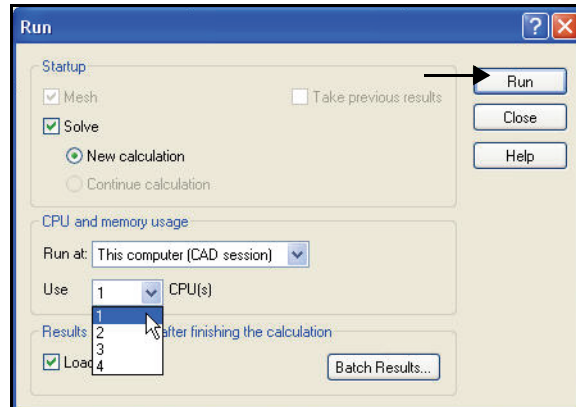 Run
Startup
Mesh
Take previous results
Solve
New calculation
Continue calculation
Run
Close
Help
CPU and memory usage
Run at: This computer (CAD session)
Use 1 CPU(s)
1
2
3
4
Results after finishing the calculation
Batch Results...